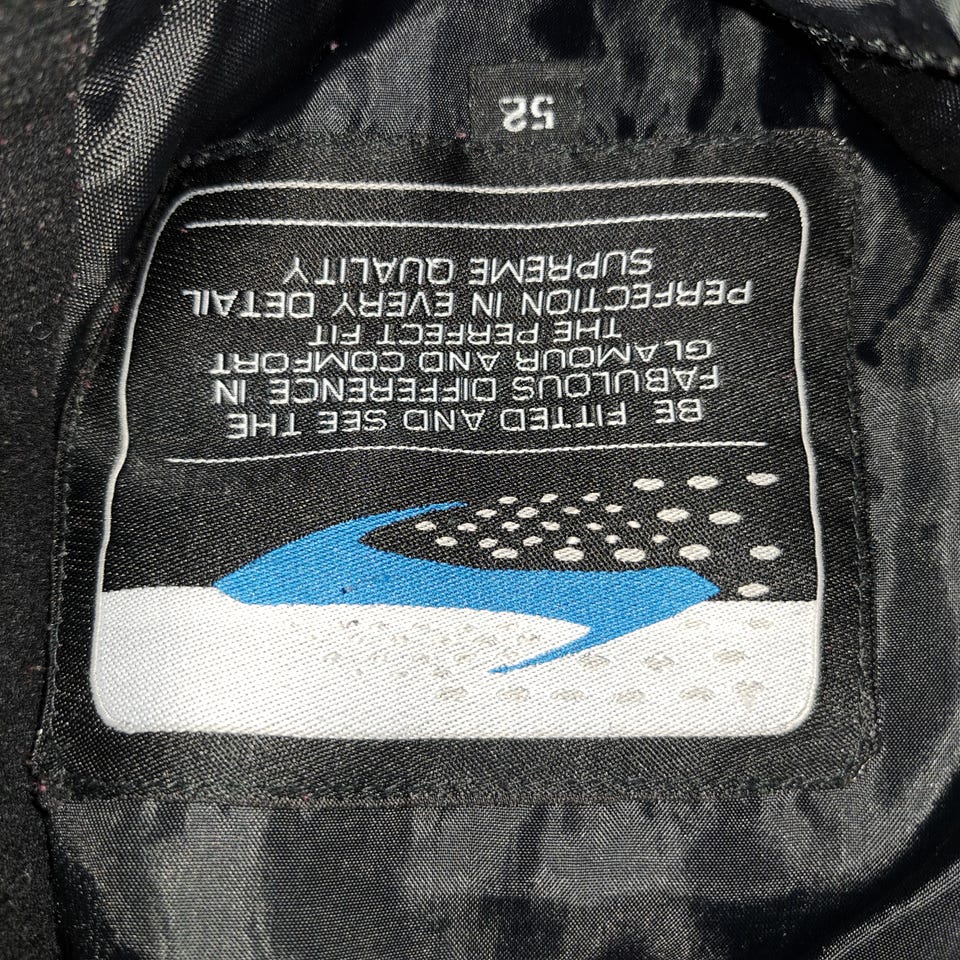 BE FITTED AND SEE THE
FABULOUS DIFFERENCE IN
GLAMOUR AND COMFORT
THE PERFECT FIT
PERFECTION IN EVERY DETAIL
SUPREME QUALITY
52